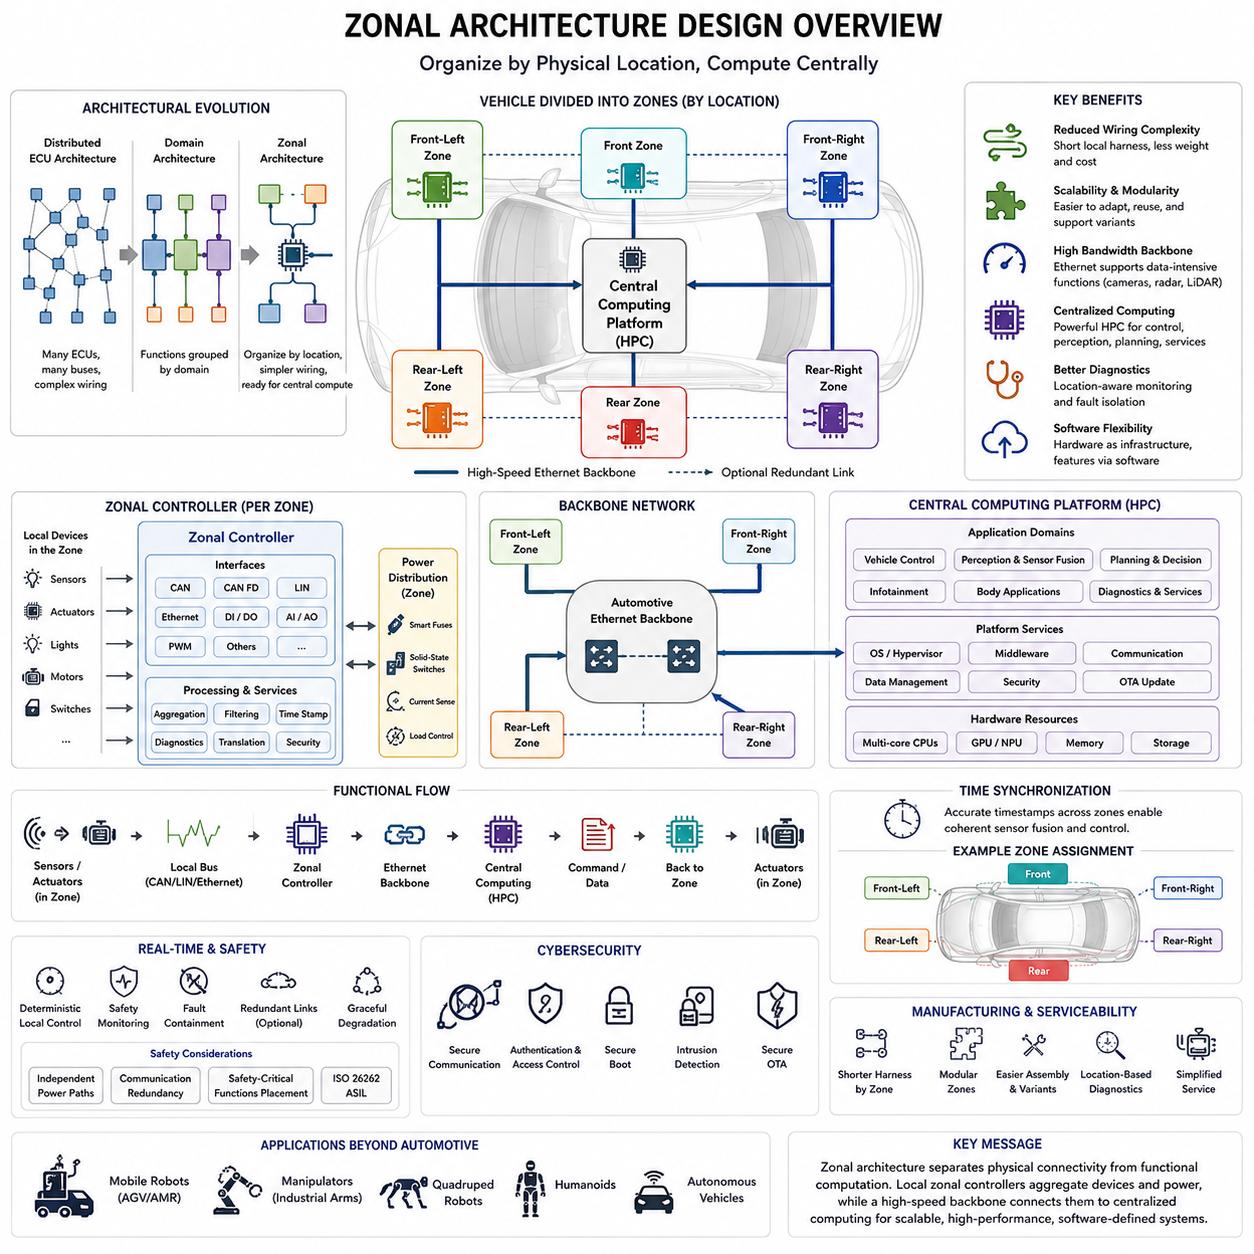 ZONAL ARCHITECTURE DESIGN OVERVIEW
Organize by Physical Location, Compute Centrally
ARCHITECTURAL EVOLUTION
Distributed
ECU Architecture
Domain
Architecture
Zonal
Architecture
Many ECUs,
many buses,
complex wiring
Functions grouped
by domain
Organize by location,
simpler wiring,
ready for central compute
VEHICLE DIVIDED INTO ZONES (BY LOCATION)
Front-Left
Zone
Front Zone
Front-Right
Zone
Central
Computing
Platform
(HPC)
Rear-Left
Zone
Rear Zone
Rear-Right
Zone
High-Speed Ethernet Backbone
Optional Redundant Link
KEY BENEFITS
Reduced Wiring Complexity
Short local harness, less weight
and cost
Scalability & Modularity
Easier to adapt, reuse, and
support variants
High Bandwidth Backbone
Ethernet supports data-intensive
functions (cameras, radar, LiDAR)
Centralized Computing
Powerful HPC for control,
perception, planning, services
Better Diagnostics
Location-aware monitoring
and fault isolation
Software Flexibility
Hardware as infrastructure,
features via software
ZONAL CONTROLLER (PER ZONE)
Local Devices
in the Zone
Sensors
Actuators
Lights
Motors
Switches
...
Zonal Controller
Interfaces
CAN
CAN FD
LIN
Ethernet
DI / DO
AI / AO
PWM
Others
...
Processing & Services
Aggregation
Filtering
Time Stamp
Diagnostics
Translation
Security
Power
Distribution
(Zone)
Smart Fuses
Solid-State
Switches
Current Sense
Load Control
BACKBONE NETWORK
Front-Left
Zone
Front-Right
Zone
Automotive
Ethernet Backbone
Rear-Left
Zone
Rear-Right
Zone
CENTRAL COMPUTING PLATFORM (HPC)
Application Domains
Vehicle Control
Perception & Sensor Fusion
Planning & Decision
Infotainment
Body Applications
Diagnostics & Services
Platform Services
OS / Hypervisor
Middleware
Communication
Data Management
Security
OTA Update
Hardware Resources
Multi-core CPUs
GPU / NPU
Memory
Storage
FUNCTIONAL FLOW
Sensors /
Actuators
(in Zone)
Local Bus
(CAN/LIN/Ethernet)
Zonal
Controller
Ethernet
Backbone
Central
Computing
(HPC)
Command /
Data
Back to
Zone
Actuators
(in Zone)
TIME SYNCHRONIZATION
Accurate timestamps across zones enable
coherent sensor fusion and control.
EXAMPLE ZONE ASSIGNMENT
Front
Front-Left
Front-Right
Rear-Left
Rear-Right
Rear
REAL-TIME & SAFETY
Deterministic
Local Control
Safety
Monitoring
Fault
Containment
Redundant Links
(Optional)
Graceful
Degradation
Safety Considerations
Independent
Power Paths
Communication
Redundancy
Safety-Critical
Functions Placement
ISO 26262
ASIL
CYBERSECURITY
Secure
Communication
Authentication &
Access Control
Secure
Boot
Intrusion
Detection
Secure
OTA
MANUFACTURING & SERVICEABILITY
Shorter Harness
by Zone
Modular
Zones
Easier Assembly
& Variants
Location-Based
Diagnostics
Simplified
Service
APPLICATIONS BEYOND AUTOMOTIVE
Mobile Robots
(AGV/AMR)
Manipulators
(Industrial Arms)
Quadruped
Robots
Humanoids
Autonomous
Vehicles
KEY MESSAGE
Zonal architecture separates physical connectivity from functional
computation. Local zonal controllers aggregate devices and power,
while a high-speed backbone connects them to centralized
computing for scalable, high-performance, software-defined systems.